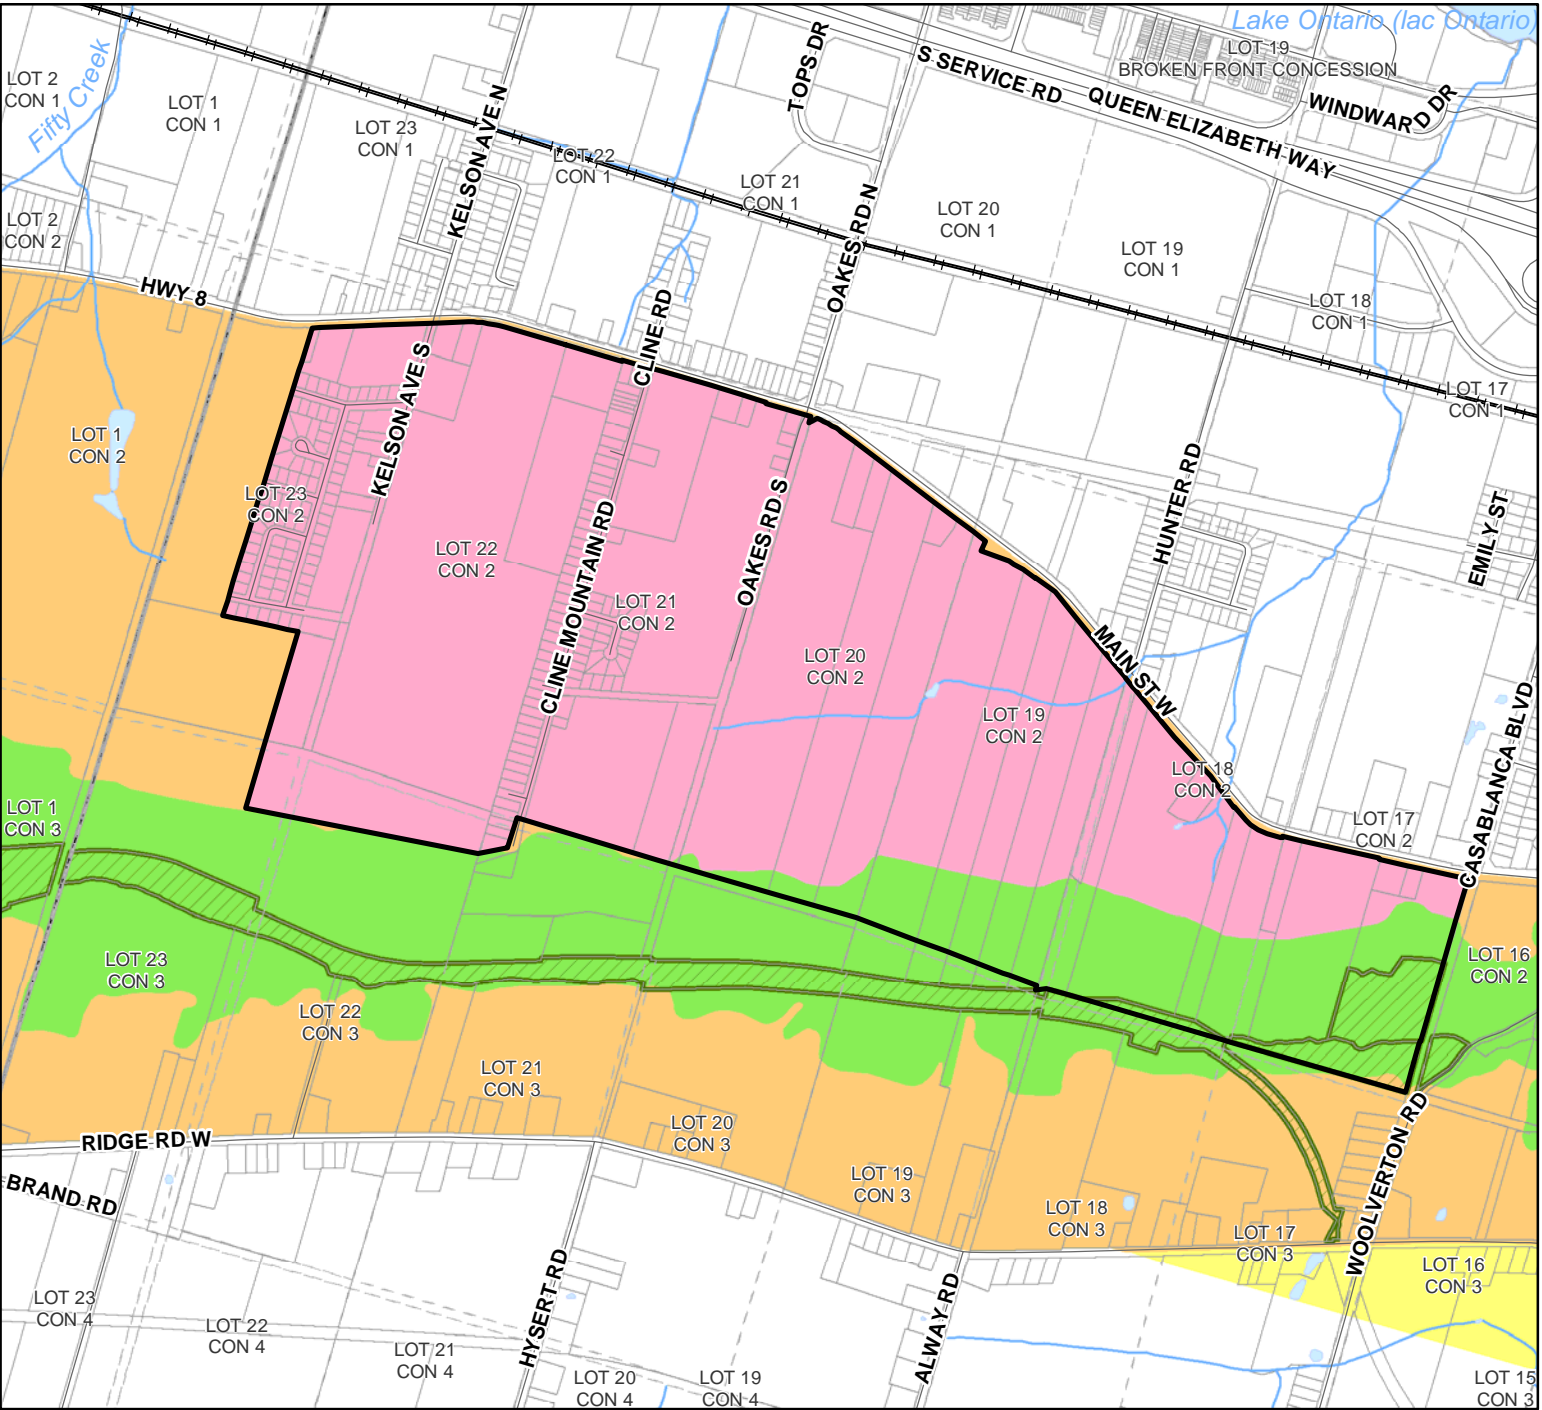 Lake Ontario (lac Ontario)
LOT 19
BROKEN FRONT CONCESSION
TOPS DR
S SERVICE RD
QUEEN ELIZABETH WAY
WINDWARD DR
LOT 2
CON 1
Fifty Creek
LOT 1
CON 1
LOT 23
CON 1
KELSON AVE N
LOT 22
CON 1
LOT 21
CON 1
OAKES RD N
LOT 20
CON 1
LOT 19
CON 1
LOT 18
CON 1
LOT 17
CON 1
LOT 2
CON 2
HWY 8
CLINE RD
KELSON AVE S
LOT 1
CON 2
LOT 23
CON 2
LOT 22
CON 2
CLINE MOUNTAIN RD
LOT 21
CON 2
OAKES RD S
LOT 20
CON 2
HUNTER RD
EMILY ST
MAIN ST W
LOT 19
CON 2
LOT 18
CON 2
LOT 17
CON 2
CASABLANCA BLVD
LOT 1
CON 3
LOT 23
CON 3
LOT 22
CON 3
LOT 21
CON 3
LOT 20
CON 3
LOT 19
CON 3
LOT 18
CON 3
LOT 17
CON 3
LOT 16
CON 2
WOOLVERTON RD
LOT 16
CON 3
RIDGE RD W
BRAND RD
HYSERT RD
ALWAY RD
LOT 23
CON 4
LOT 22
CON 4
LOT 21
CON 4
LOT 20
CON 4
LOT 19
CON 4
LOT 15
CON 3